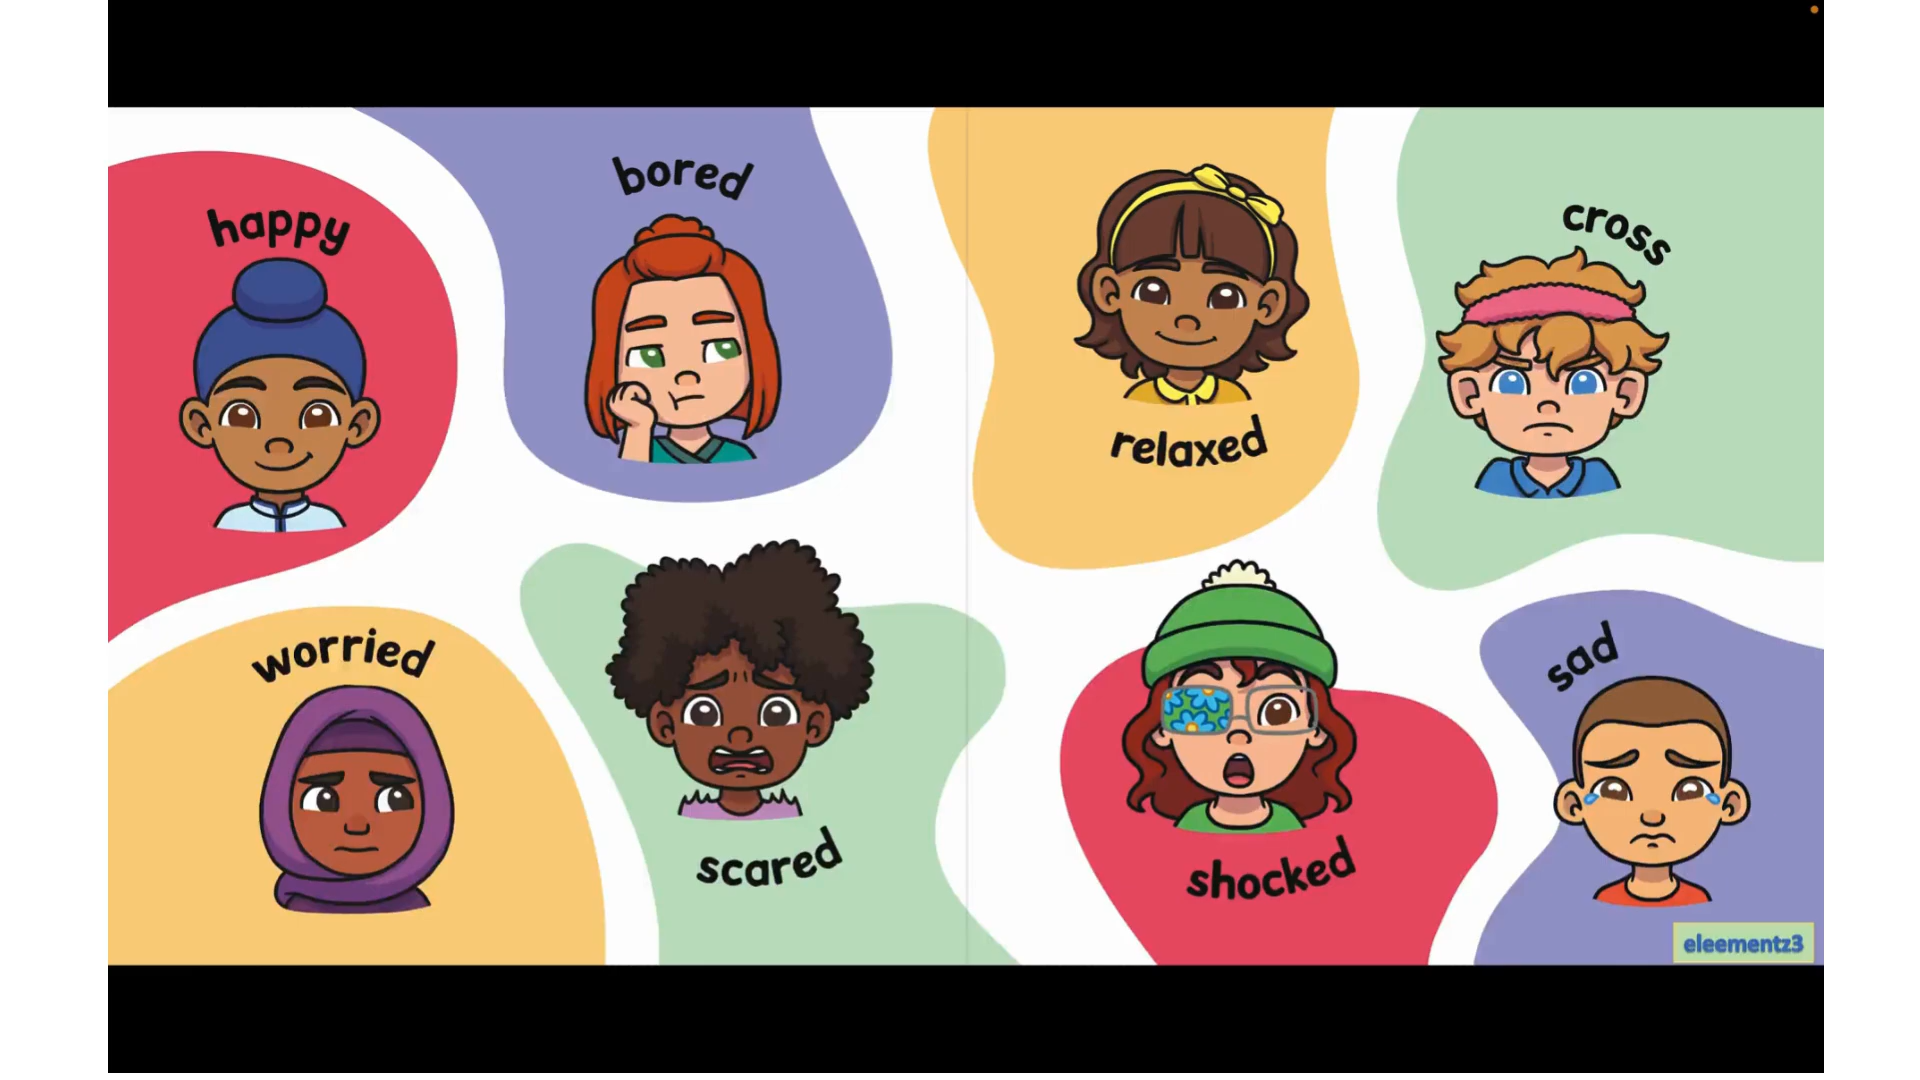 happy
bored
relaxed
cross
worried
scared
shocked
sad
eleementz3